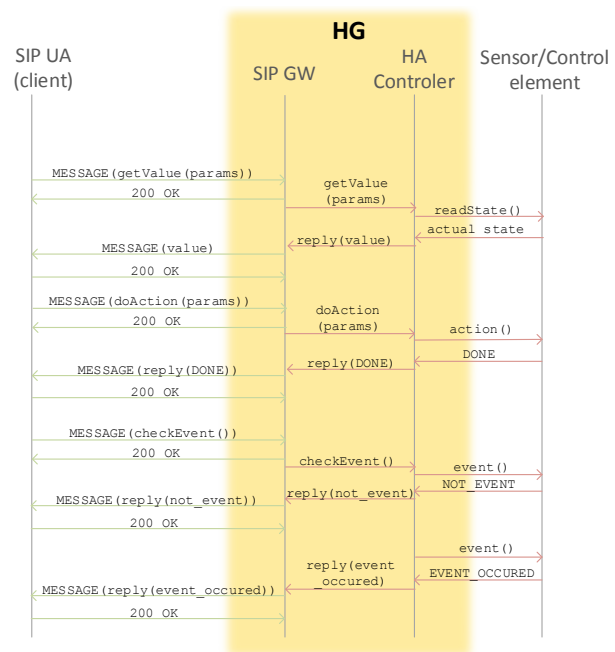 HG
SIP UA
(client)
SIP GW
HA
Controler
Sensor/Control
element
MESSAGE(getValue(params))
200 OK
getValue
(params)
readState()
actual state
reply(value)
MESSAGE(value)
200 OK
MESSAGE(doAction(params))
200 OK
doAction
(params)
action()
DONE
reply(DONE)
MESSAGE(reply(DONE))
200 OK
MESSAGE(checkEvent())
200 OK
checkEvent()
event()
NOT_EVENT
reply(not_event)
MESSAGE(reply(not_event))
200 OK
event()
EVENT_OCCURED
reply(event
_occured)
MESSAGE(reply(event_occured))
200 OK